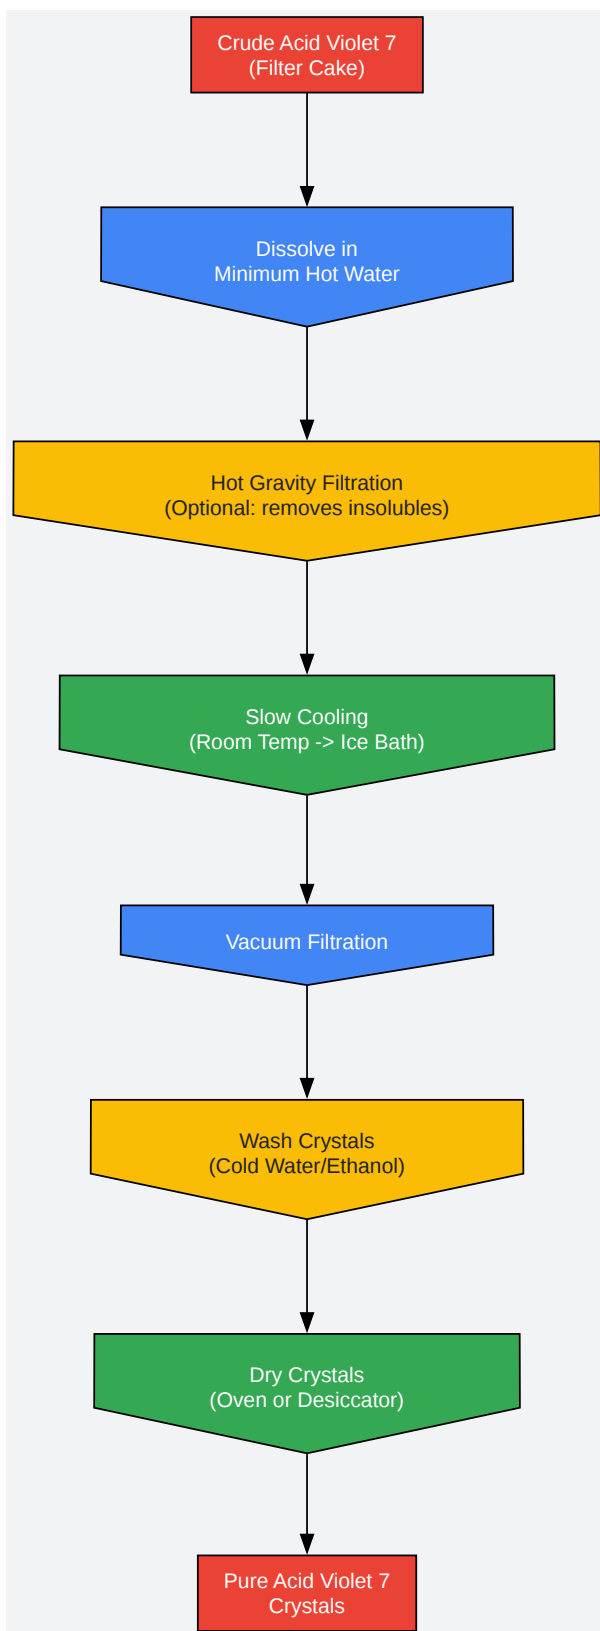 Crude Acid Violet 7
(Filter Cake)
Dissolve in
Minimum Hot Water
Hot Gravity Filtration
(Optional: removes insolubles)
Slow Cooling
(Room Temp -> Ice Bath)
Vacuum Filtration
Wash Crystals
(Cold Water/Ethanol)
Dry Crystals
(Oven or Desiccator)
Pure Acid Violet 7
Crystals